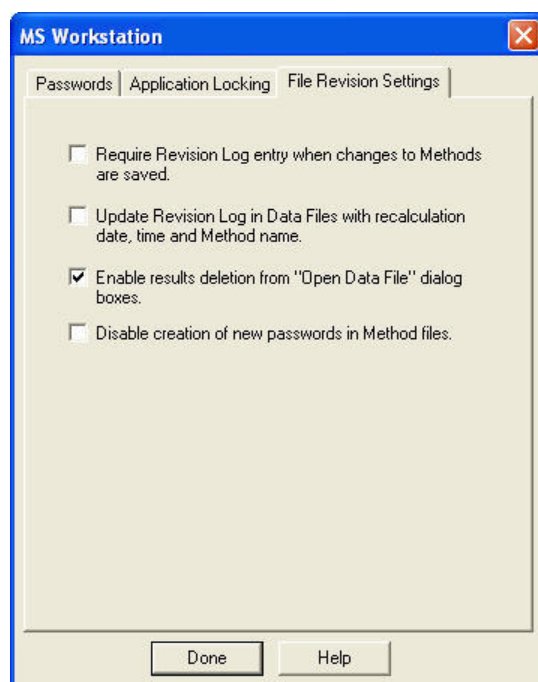 MS Workstation
Passwords Application Locking File Revision Settings
Require Revision Log entry when changes to Methods
are saved.
Update Revision Log in Data Files with recalculation
date, time and Method name.
Enable results deletion from "Open Data File" dialog
boxes.
Disable creation of new passwords in Method files.
Done Help